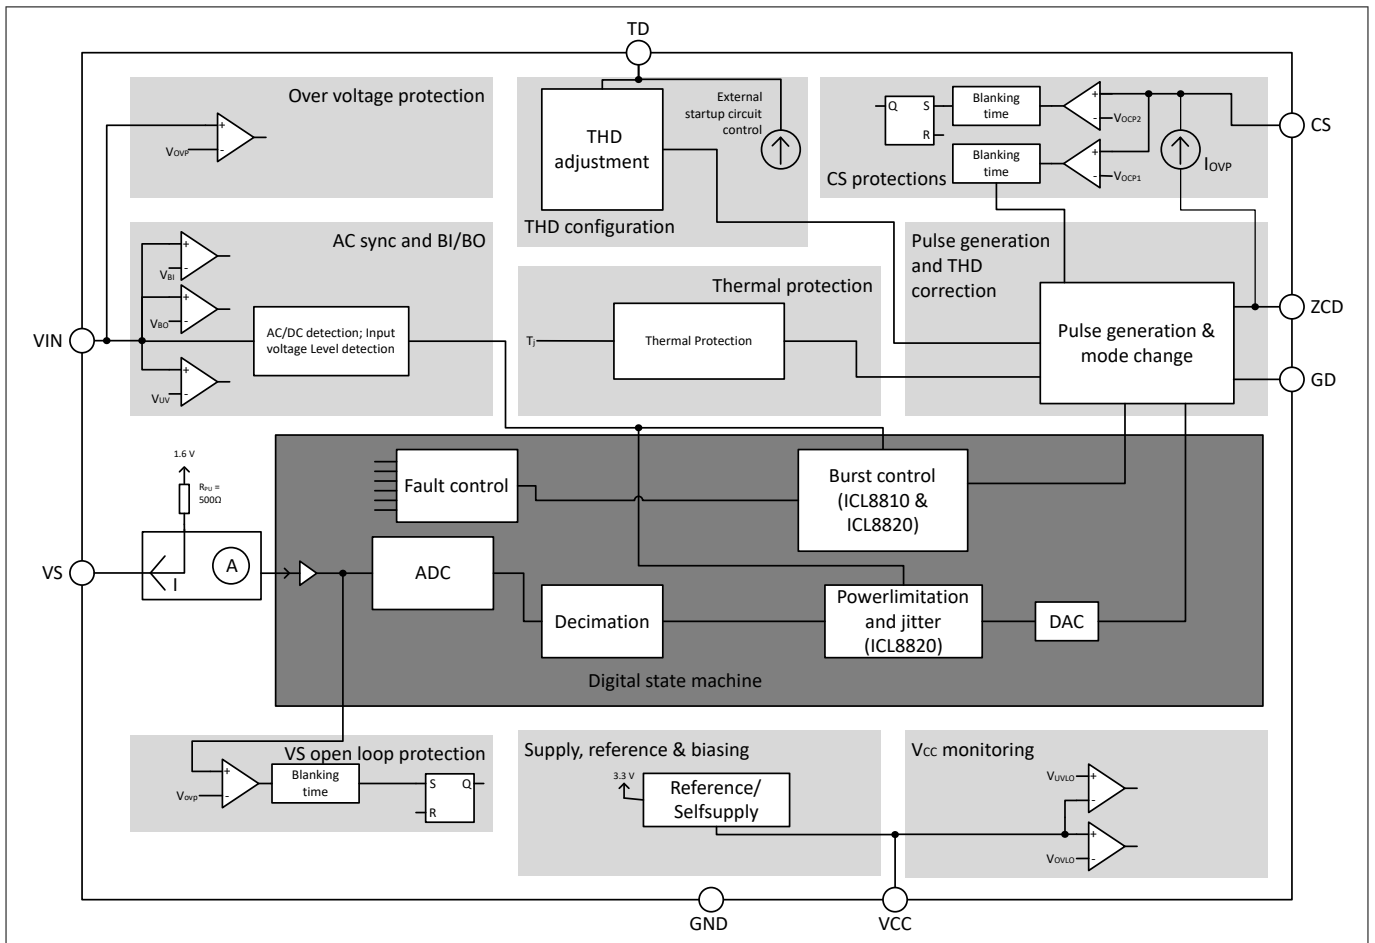 TD
Over voltage protection
+
-
VOVP
THD
adjustment
External
startup circuit
control
THD configuration
Q
S
R
Blanking
time
+
-
VOCP2
Blanking
time
+
-
VOCP1
IOVP
CS protections
CS
AC sync and BI/BO
+
-
VBI
+
-
VBO
+
-
VUV
AC/DC detection; Input
voltage Level detection
VIN
Thermal protection
Tj
Thermal Protection
Pulse generation
and THD
correction
Pulse generation &
mode change
ZCD
GD
1.6 V
RPU =
500Ω
I
A
VS
Fault control
Burst control
(ICL8810 &
ICL8820)
ADC
Decimation
Powerlimitation
and jitter
(ICL8820)
DAC
Digital state machine
VS open loop protection
+
-
Vovp
Blanking
time
S
Q
R
Supply, reference & biasing
3.3 V
Reference/
Selfsupply
VCC monitoring
VUVLO
+
-
+
-
VOVLO
GND
VCC